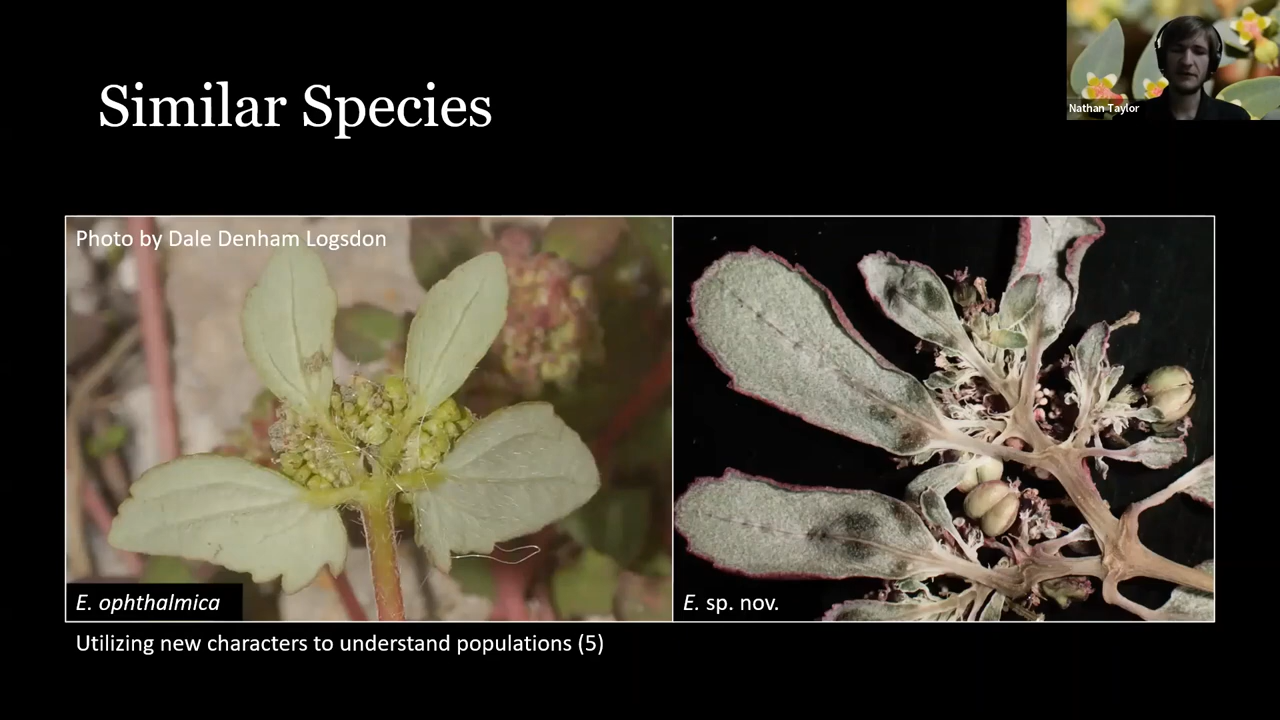 Similar Species
Nathan Taylor
Photo by Dale Denham Logsdon
E. ophthalmica
E. sp. nov.
Utilizing new characters to understand populations (5)